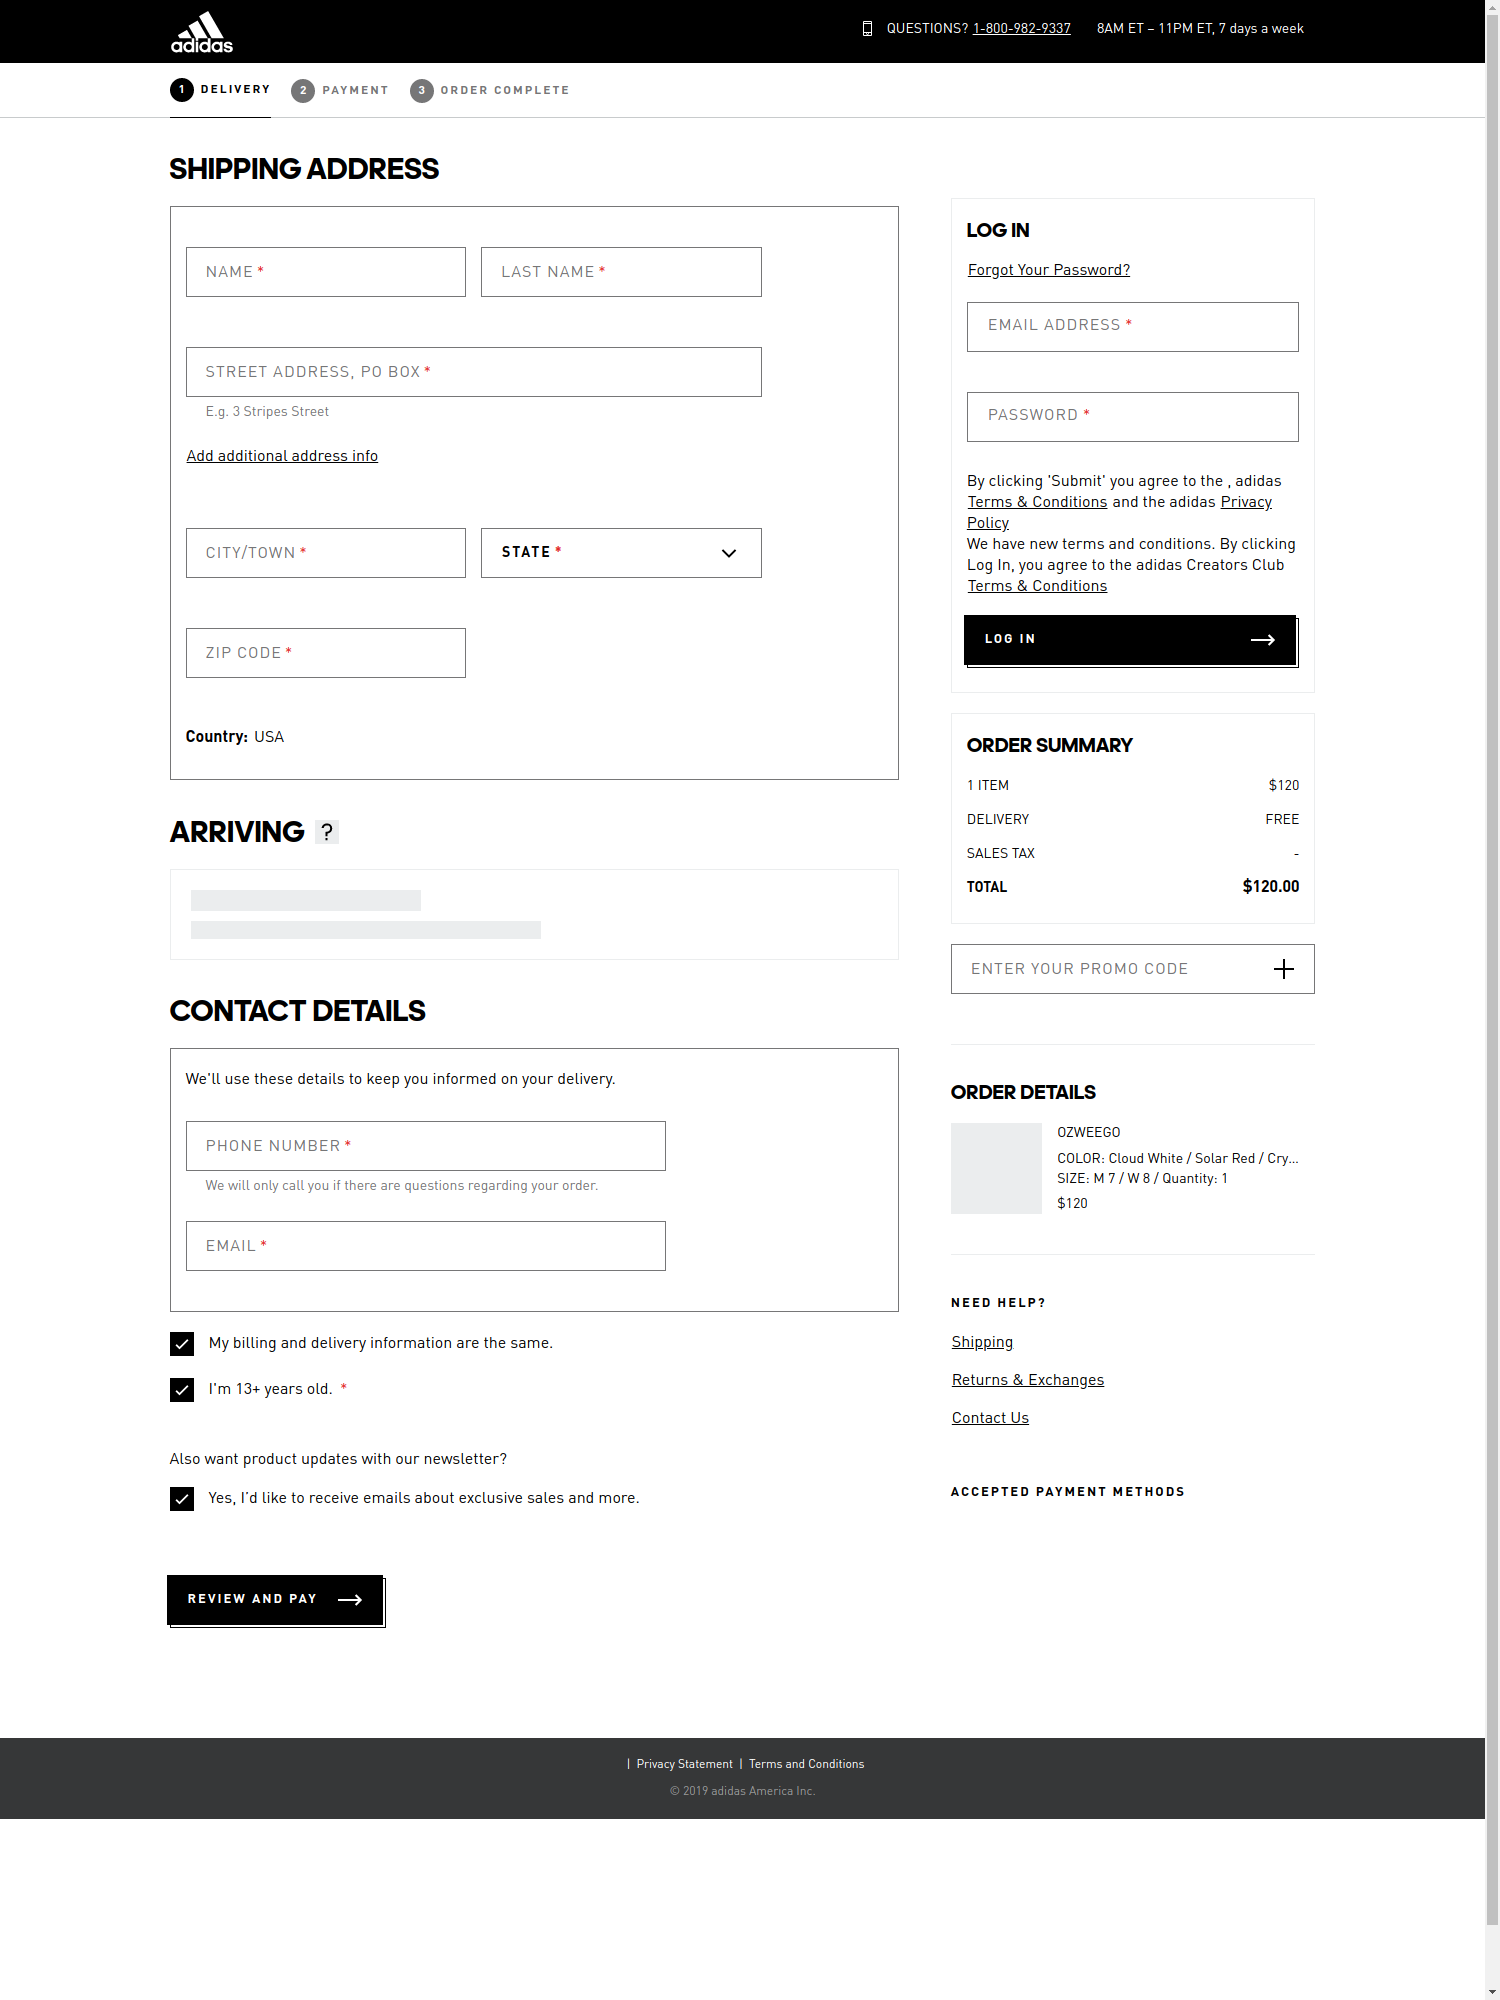 adidas
QUESTIONS? 1-800-982-9337
8AM ET – 11PM ET, 7 days a week
1 DELIVERY
2 PAYMENT
3 ORDER COMPLETE
SHIPPING ADDRESS
NAME *
LAST NAME *
STREET ADDRESS, PO BOX *
E.g. 3 Stripes Street
Add additional address info
CITY/TOWN *
STATE *
ZIP CODE *
Country: USA
ARRIVING ?
CONTACT DETAILS
We'll use these details to keep you informed on your delivery.
PHONE NUMBER *
We will only call you if there are questions regarding your order.
EMAIL *
My billing and delivery information are the same.
I'm 13+ years old. *
Also want product updates with our newsletter?
Yes, I'd like to receive emails about exclusive sales and more.
REVIEW AND PAY
LOG IN
Forgot Your Password?
EMAIL ADDRESS *
PASSWORD *
By clicking 'Submit' you agree to the , adidas
Terms & Conditions and the adidas Privacy
Policy
We have new terms and conditions. By clicking
Log In, you agree to the adidas Creators Club
Terms & Conditions
LOG IN
ORDER SUMMARY
1 ITEM $120
DELIVERY FREE
SALES TAX -
TOTAL $120.00
ENTER YOUR PROMO CODE
ORDER DETAILS
OZWEEGO
COLOR: Cloud White / Solar Red / Cry...
SIZE: M 7 / W 8 / Quantity: 1
$120
NEED HELP?
Shipping
Returns & Exchanges
Contact Us
ACCEPTED PAYMENT METHODS
| Privacy Statement | Terms and Conditions
© 2019 adidas America Inc.